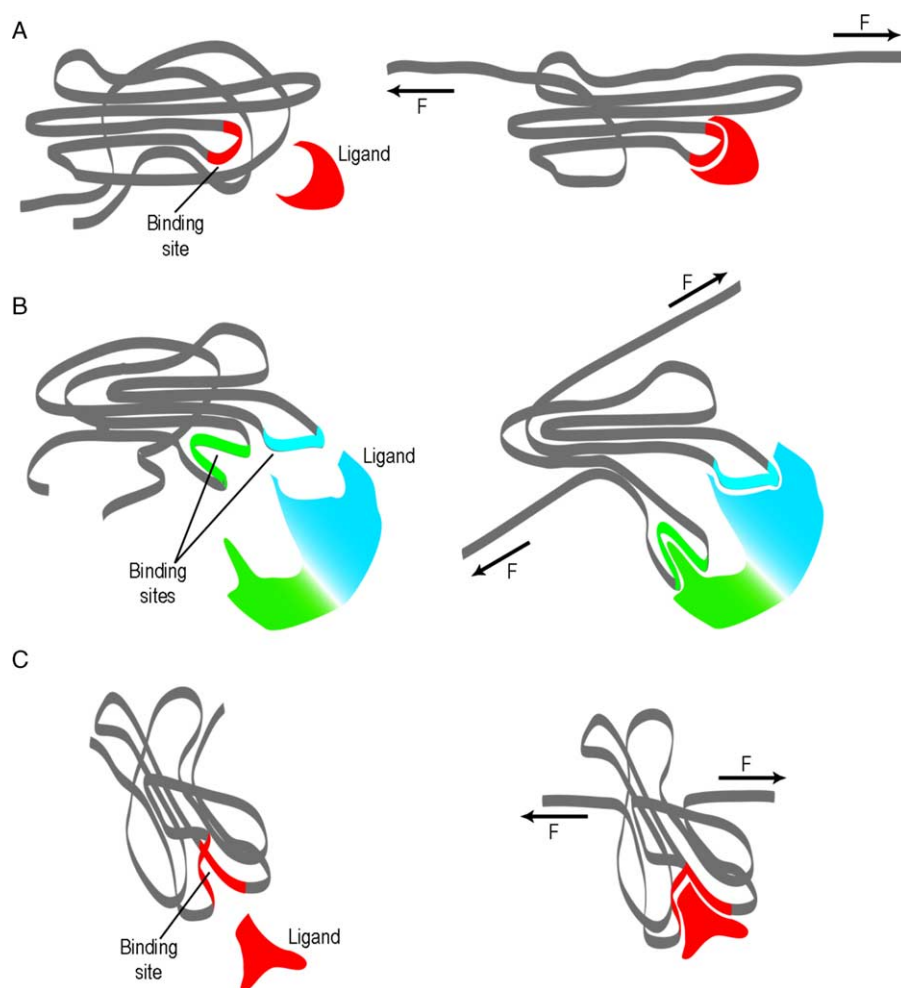 A
F
F
Ligand
Binding
site
B
F
Ligand
Binding
sites
F
C
F
F
Binding
site
Ligand